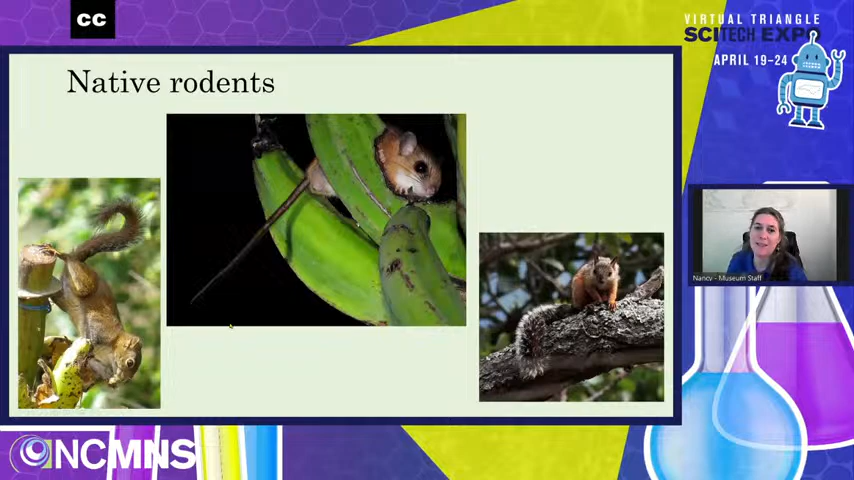 CC
VIRTUAL TRIANGLE
SCITECH EXPO
APRIL 19-24
Native rodents
Nancy - Museum Staff
NCMNS